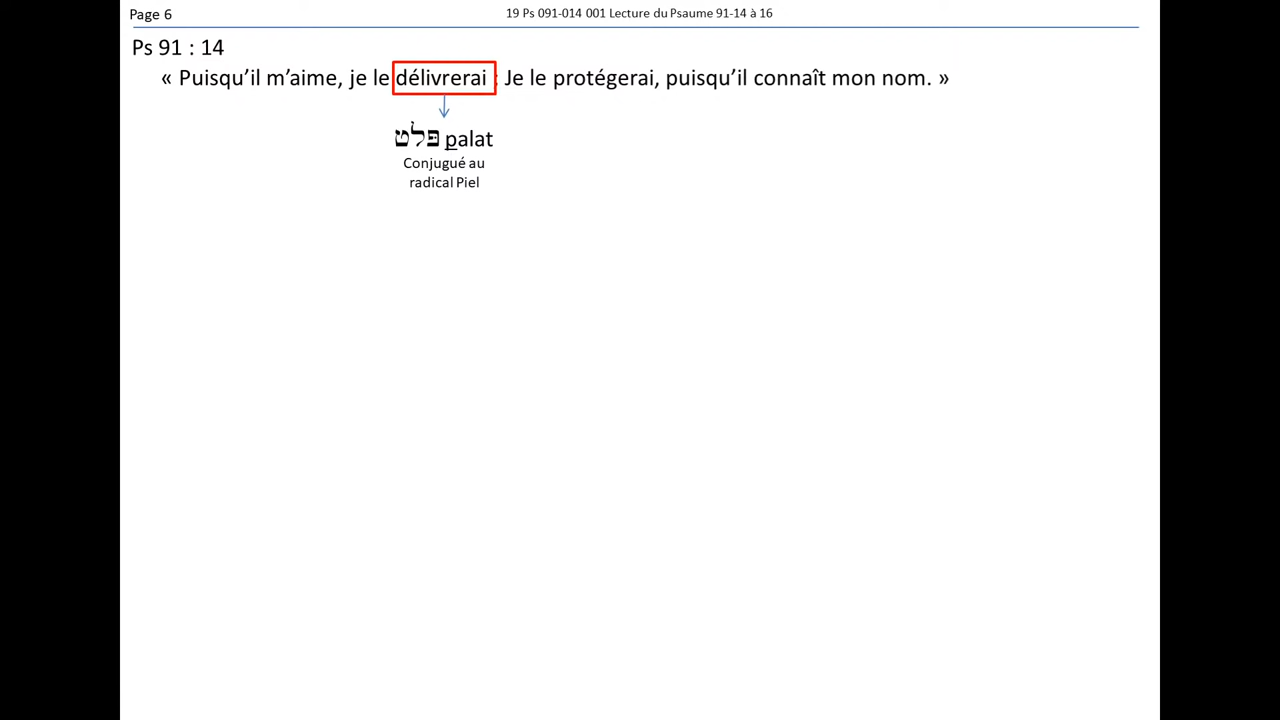 Page 6
19 Ps 091-014 001 Lecture du Psaume 91-14 à 16
Ps 91 : 14
« Puisqu’il m’aime, je le délivrerai : Je le protégerai, puisqu’il connaît mon nom. »
פּלט palat
Conjugué au
radical Piel